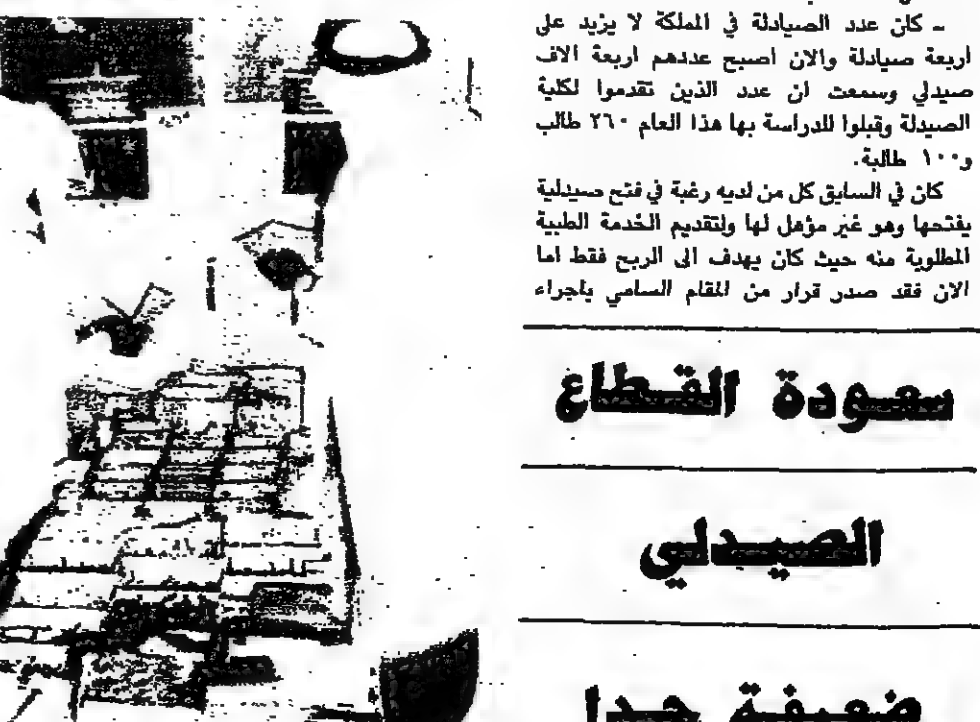 ـ كان عدد الصيادلة في المملكة لا يزيد على
اربعة صيادلة والان اصبح عددهم اربعة الاف
صيدلي وسمعت ان عدد الذين تقدموا لكلية
الصيدلة وقبلوا للدراسة بها هذا العام ٢٦٠ طالب
و١٠٠ طالبة.
كان في السابق كل من لديه رغبة في فتح صيدلية
يفتحها وهو غير مؤهل لها ولتقديم الخدمة الطبية
المطلوبة منه حيث كان يهدف الى الربح فقط اما
الان فقد صدر قرار من المقام السامي باجراء
سعودة القطاع
الصيدلي
ضعيفة جدا